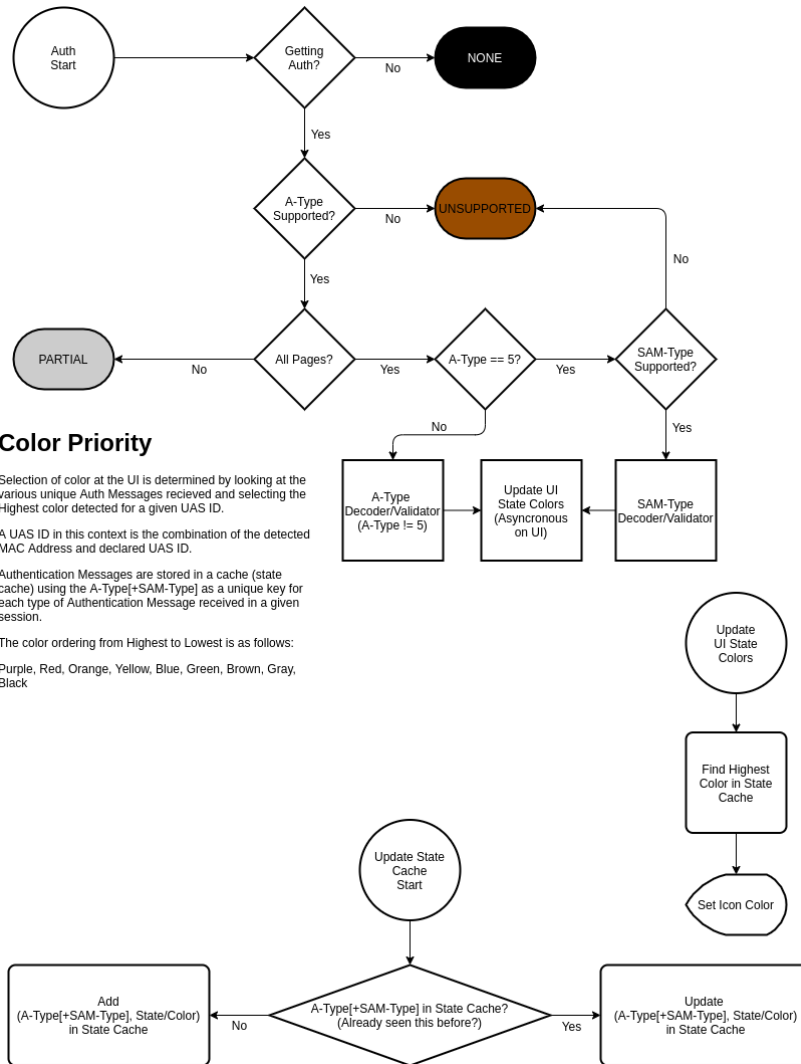 Auth
Start
Getting
Auth?
No
NONE
Yes
A-Type
Supported?
No
UNSUPPORTED
No
Yes
PARTIAL
No
All Pages?
Yes
A-Type == 5?
Yes
SAM-Type
Supported?
No
Yes
Color Priority
Selection of color at the UI is determined by looking at the
various unique Auth Messages recieved and selecting the
Highest color detected for a given UAS ID.
A UAS ID in this context is the combination of the detected
MAC Address and declared UAS ID.
Authentication Messages are stored in a cache (state
cache) using the A-Type[+SAM-Type] as a unique key for
each type of Authentication Message received in a given
session.
The color ordering from Highest to Lowest is as follows:
Purple, Red, Orange, Yellow, Blue, Green, Brown, Gray,
Black
A-Type
Decoder/Validator
(A-Type != 5)
Update UI
State Colors
(Asyncronous
on UI)
SAM-Type
Decoder/Validator
Update
UI State
Colors
Find Highest
Color in State
Cache
Set Icon Color
Update State
Cache
Start
Add
(A-Type[+SAM-Type], State/Color)
in State Cache
No
A-Type[+SAM-Type] in State Cache?
(Already seen this before?)
Yes
Update
(A-Type[+SAM-Type], State/Color)
in State Cache